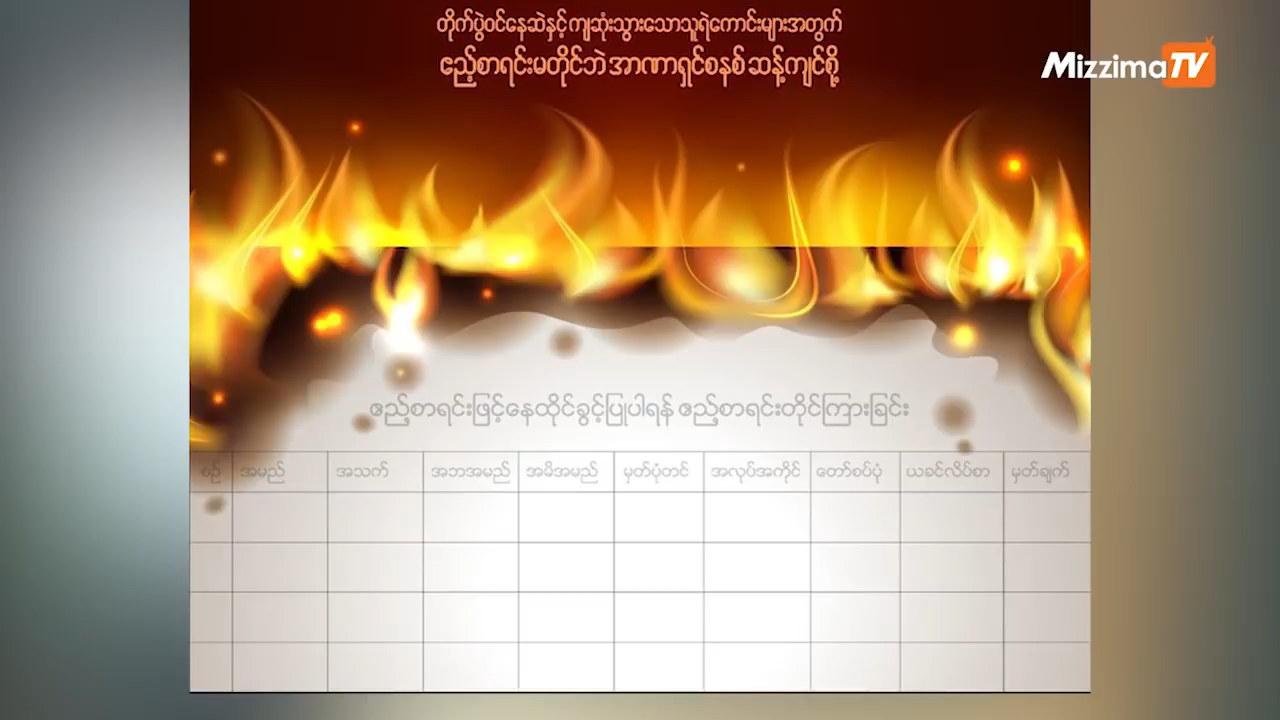 တိုက်ပွဲဝင်နေဆဲနှင့်ကျဆုံးသွားသောသူရဲကောင်းများအတွက်
ဧည့်စာရင်းမတိုင်ဘဲ အာဏာရှင်စနစ် ဆန့်ကျင်စို့
MizzimaTV
ဧည့်စာရင်းဖြင့်နေထိုင်ခွင့်ပြုပါရန် ဧည့်စာရင်းတိုင်ကြားခြင်း
စဉ် အမည် အသက် အဘအမည် အမိအမည် မှတ်ပုံတင် အလုပ်အကိုင် တော်စပ်ပုံ ယခင်လိပ်စာ မှတ်ချက်